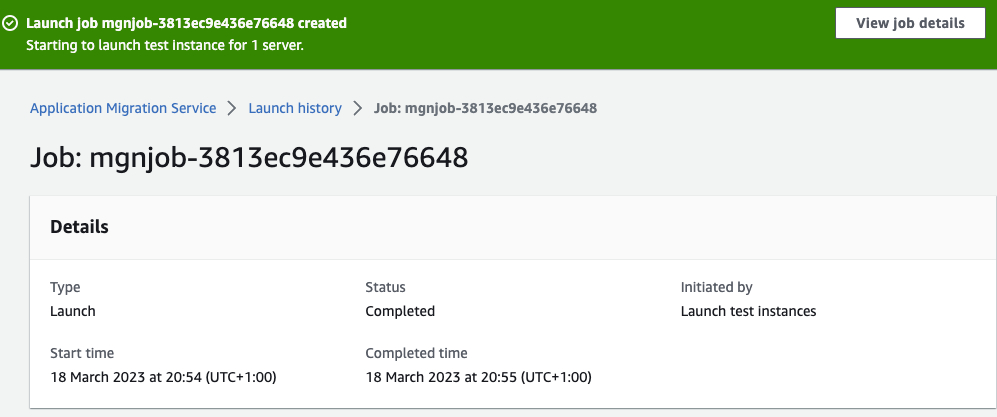 Launch job mgnjob-3813ec9e436e76648 created
View job details
Starting to launch test instance for 1 server.
Application Migration Service > Launch history > Job: mgnjob-3813ec9e436e76648
Job: mgnjob-3813ec9e436e76648
Details
Type Status Initiated by
Launch Completed Launch test instances
Start time Completed time
18 March 2023 at 20:54 (UTC+1:00) 18 March 2023 at 20:55 (UTC+1:00)